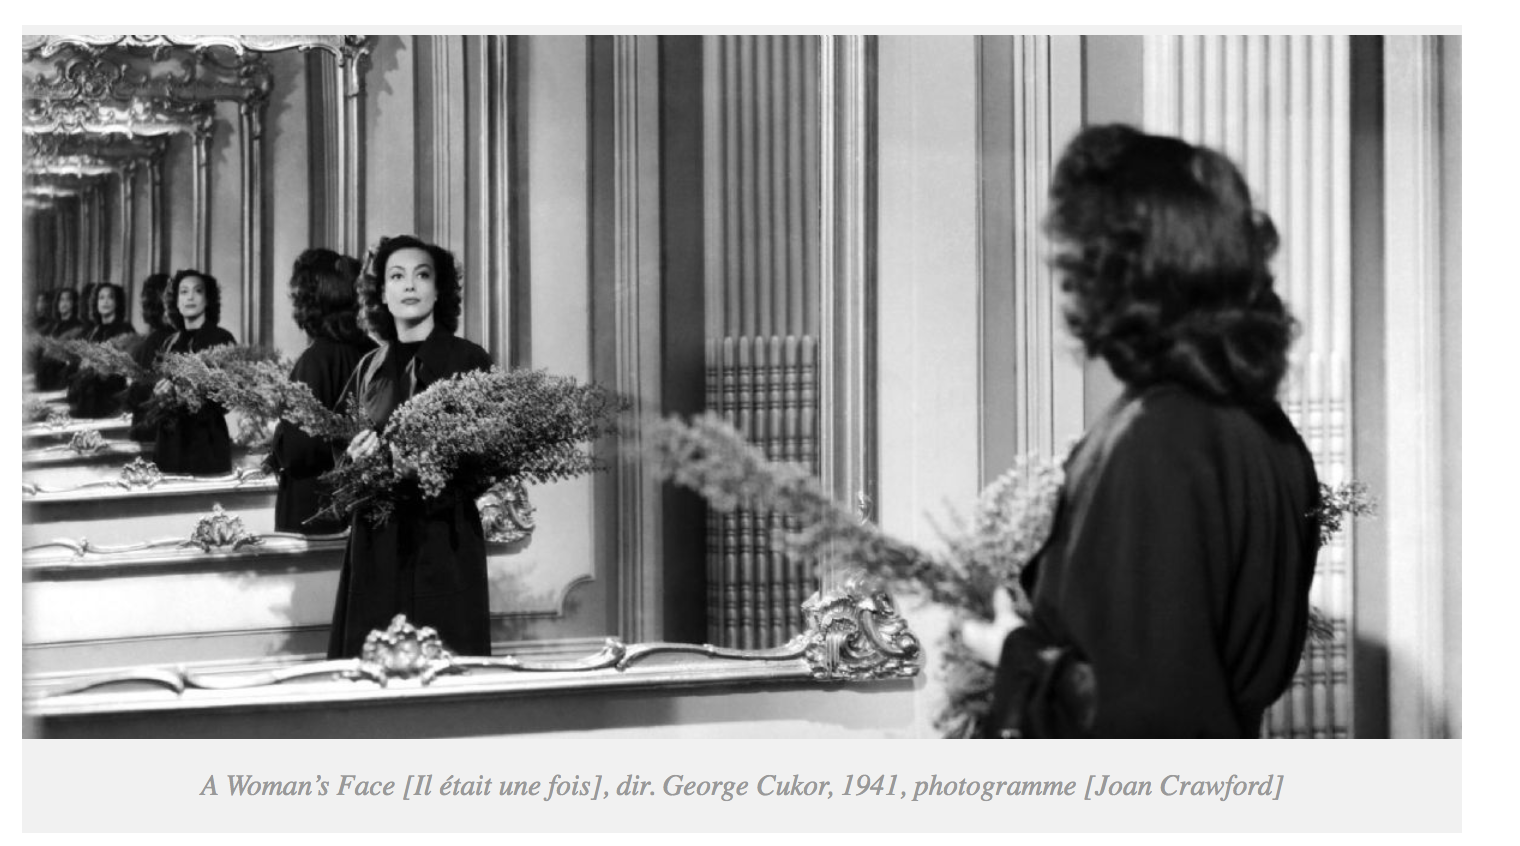 A Woman’s Face [Il était une fois], dir. George Cukor, 1941, photogramme [Joan Crawford]